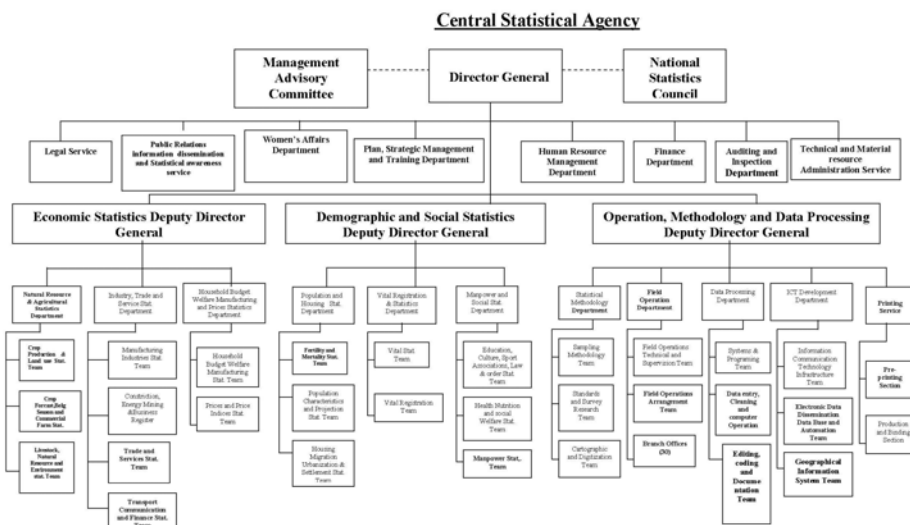 Central Statistical Agency
Management
Advisory
Committee
Director General
National
Statistics
Council
Legal Service
Public Relations
information dissemination
and Statistical awareness
service
Women's Affairs
Department
Plan, Strategic Management
and Training Department
Human Resource
Management
Department
Finance
Department
Auditing and
Inspection
Department
Technical and Material
resource
Administration Service
Economic Statistics Deputy Director
General
Demographic and Social Statistics
Deputy Director General
Operation, Methodology and Data Processing
Deputy Director General
Natural Resource
& Agricultural
Statistics
Department
Industry, Trade and
Service Stat.
Department
Household Budget
Welfare Manufacturing
and Prices Statistics
Department
Population and
Housing Stat.
Department
Vital Registration
& Statistics
Department
Manpower
and Social Stat
Department
Statistical
Methodology
Department
Field
Operation
Department
Data Processing
Department
ICT Development
Department
Printing
Service
Crop
Production &
Land use Stat.
Team
Crop
Forcast,Belg
Season and
Commercial
Farm Stat.
Livestock,
Natural
Resource and
Environment
stat. Team
Manufacturing
Industries Stat.
Team
Constrction,
Energy Mining
&Business
Register
Trade and
Services Stat.
Team
Transport
Communication
and Finance Stat.
Team
Household
Budget Welfare
Manufacturing
Stat Team
Prices and Price
Indices Stat
Fertility and
Mortality Stat.
Team
Population
Characteristics
and Projection
Stat Team
Housing
Migration
Urbanization &
Settlement Stat
Team
Vital Stat
Team
Vital Registration
Team
Education,
Culture, Sport
Associations, Law
& order Stat. Team
Health Nutrition
and social
Welfare Stat.
Team
Manpower Stat,.
Team
Sampling
Methodology
Team
Standards
and Survey
Research
Team
Cartographic
and Digitization
Team
Field Operations
Technical and
Supervision Team
Field Operations
Arrangement
Team
Branch Offices
Systems &
Programing
Team
Data entry,
Cleaning
and
computer
Operation
Editing,
coding
and
Docume
ntation
Team
Information
Communication
Technology
Infrastructure
Team
Electronic Data
Dissemination
Data Base and
Automation
Team
Geographical
Information
System Team
Pre-
printing
Section
Production
and Binding
Section